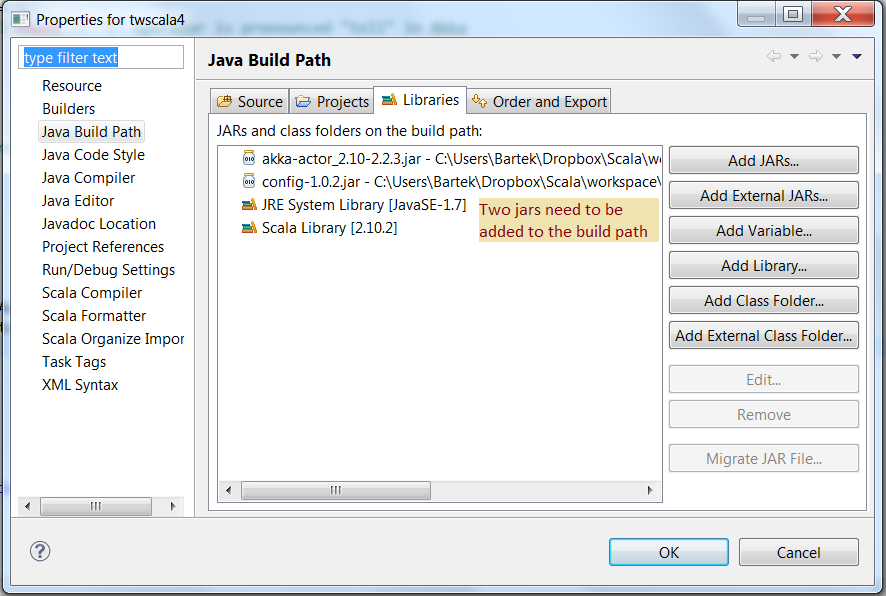 Properties for twscala4
type filter text
Resource
Builders
Java Build Path
Java Code Style
Java Compiler
Java Editor
Javadoc Location
Project References
Run/Debug Settings
Scala Compiler
Scala Formatter
Scala Organize Impor
Task Tags
XML Syntax
Java Build Path
Source
Projects
Libraries
Order and Export
JARs and class folders on the build path:
akka-actor_2.10-2.2.3.jar - C:\Users\Bartek\Dropbox\Scala\w
config-1.0.2.jar - C:\Users\Bartek\Dropbox\Scala\workspace\
JRE System Library [JavaSE-1.7]
Scala Library [2.10.2]
Two jars need to be
added to the build path
Add JARs...
Add External JARs...
Add Variable...
Add Library...
Add Class Folder...
Add External Class Folder...
Edit...
Remove
Migrate JAR File...
OK
Cancel